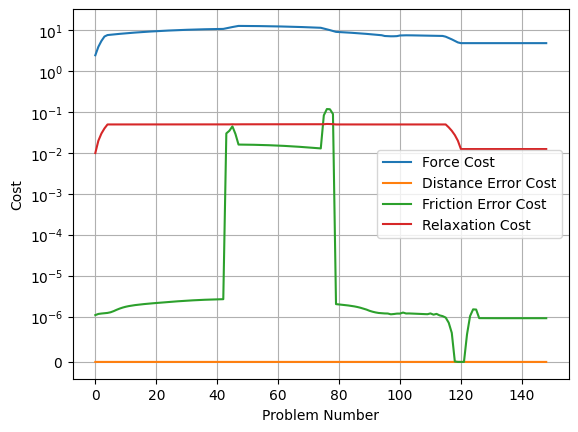 10¹
10⁰
10⁻¹
10⁻²
10⁻³
10⁻⁴
10⁻⁵
10⁻⁶
0
Cost
Force Cost
Distance Error Cost
Friction Error Cost
Relaxation Cost
0 20 40 60 80 100 120 140
Problem Number